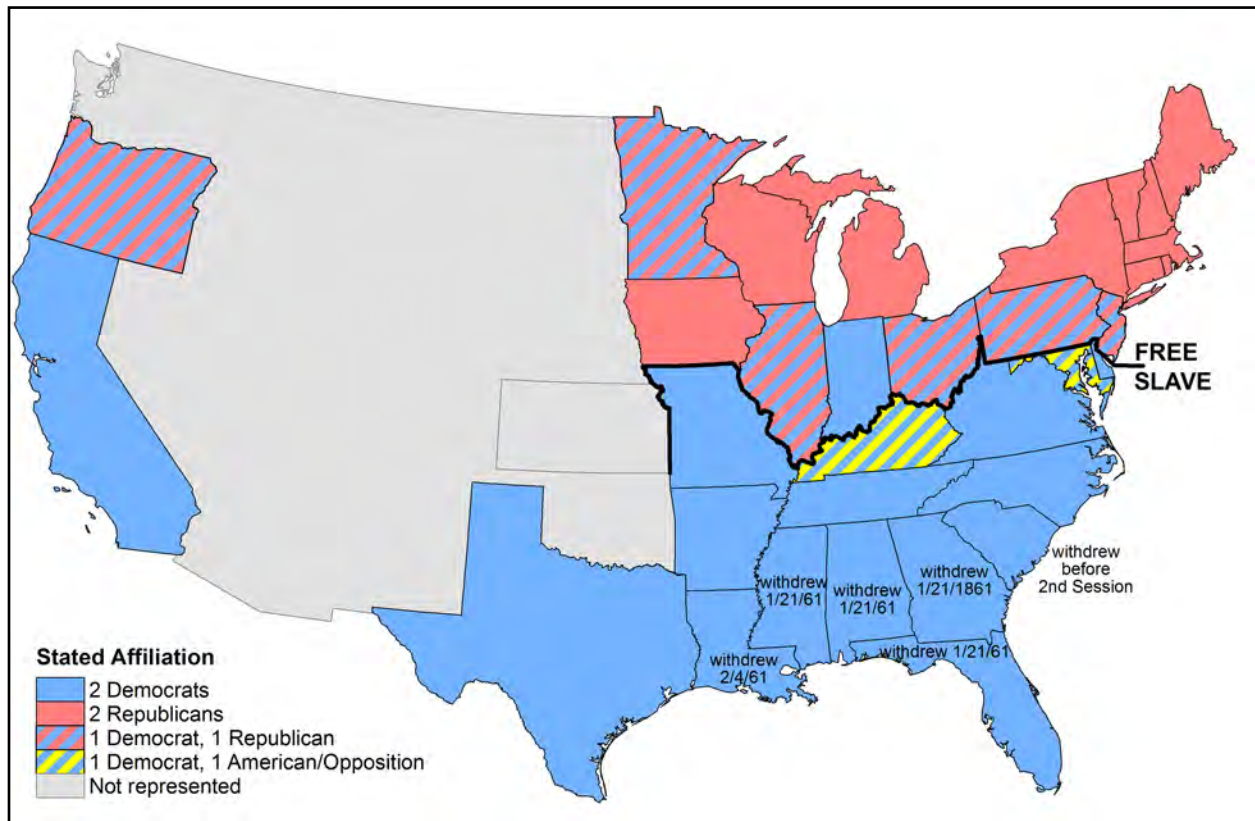 FREE
SLAVE
withdrew
1/21/61
withdrew
1/21/61
withdrew
1/21/1861
withdrew
before
2nd Session
withdrew 1/21/61
withdrew
2/4/61
Stated Affiliation
2 Democrats
2 Republicans
1 Democrat, 1 Republican
1 Democrat, 1 American/Opposition
Not represented